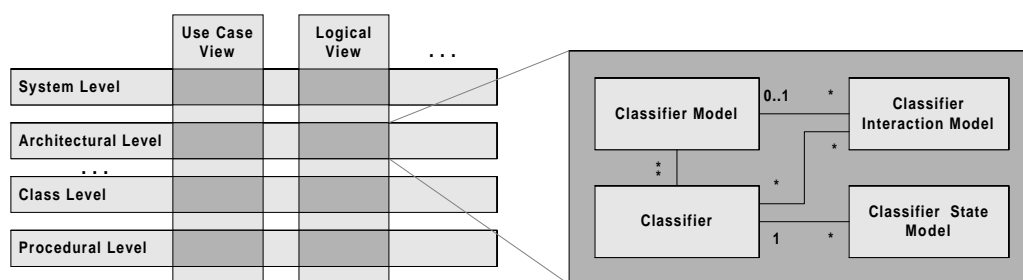 Use Case
View
Logical
View
. . .
System Level
Architectural Level
. . .
Class Level
Procedural Level
Classifier Model
0..1
*
Classifier
Interaction Model
*
*
*
*
Classifier
1
*
Classifier State
Model